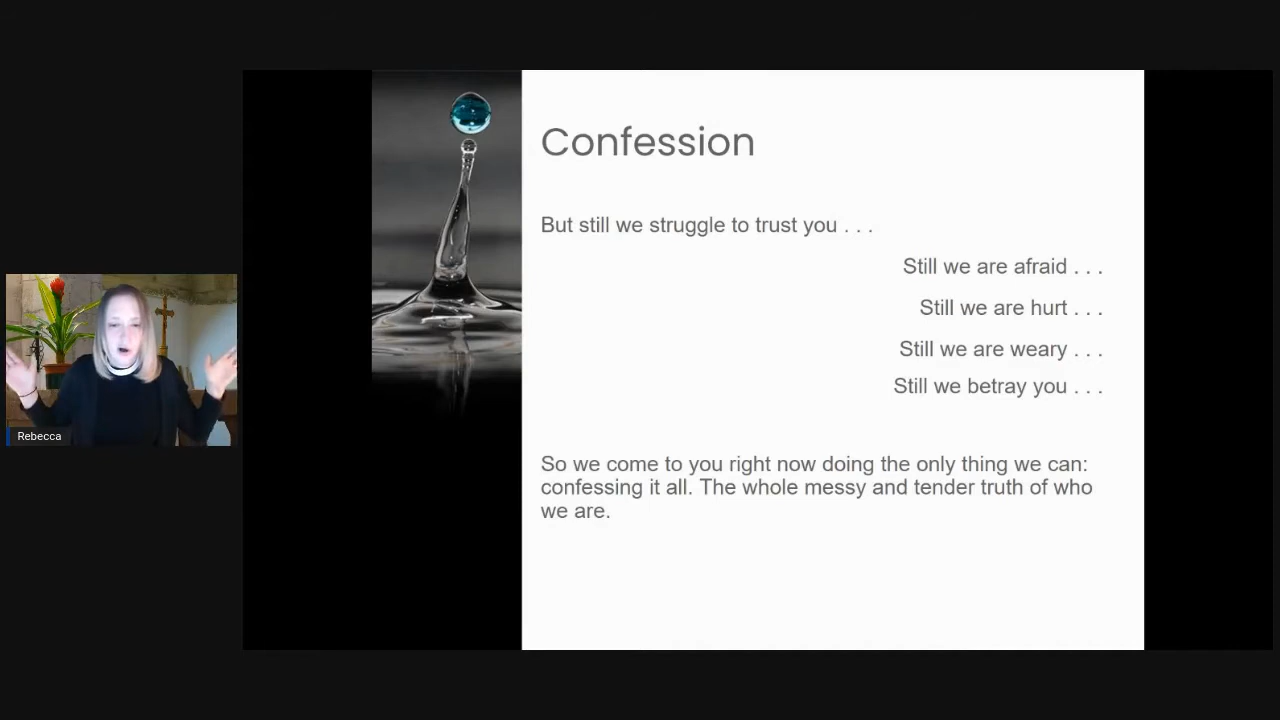 Confession
But still we struggle to trust you . . .
Still we are afraid . . .
Still we are hurt . . .
Still we are weary . . .
Still we betray you . . .
So we come to you right now doing the only thing we can:
confessing it all. The whole messy and tender truth of who
we are.
Rebecca